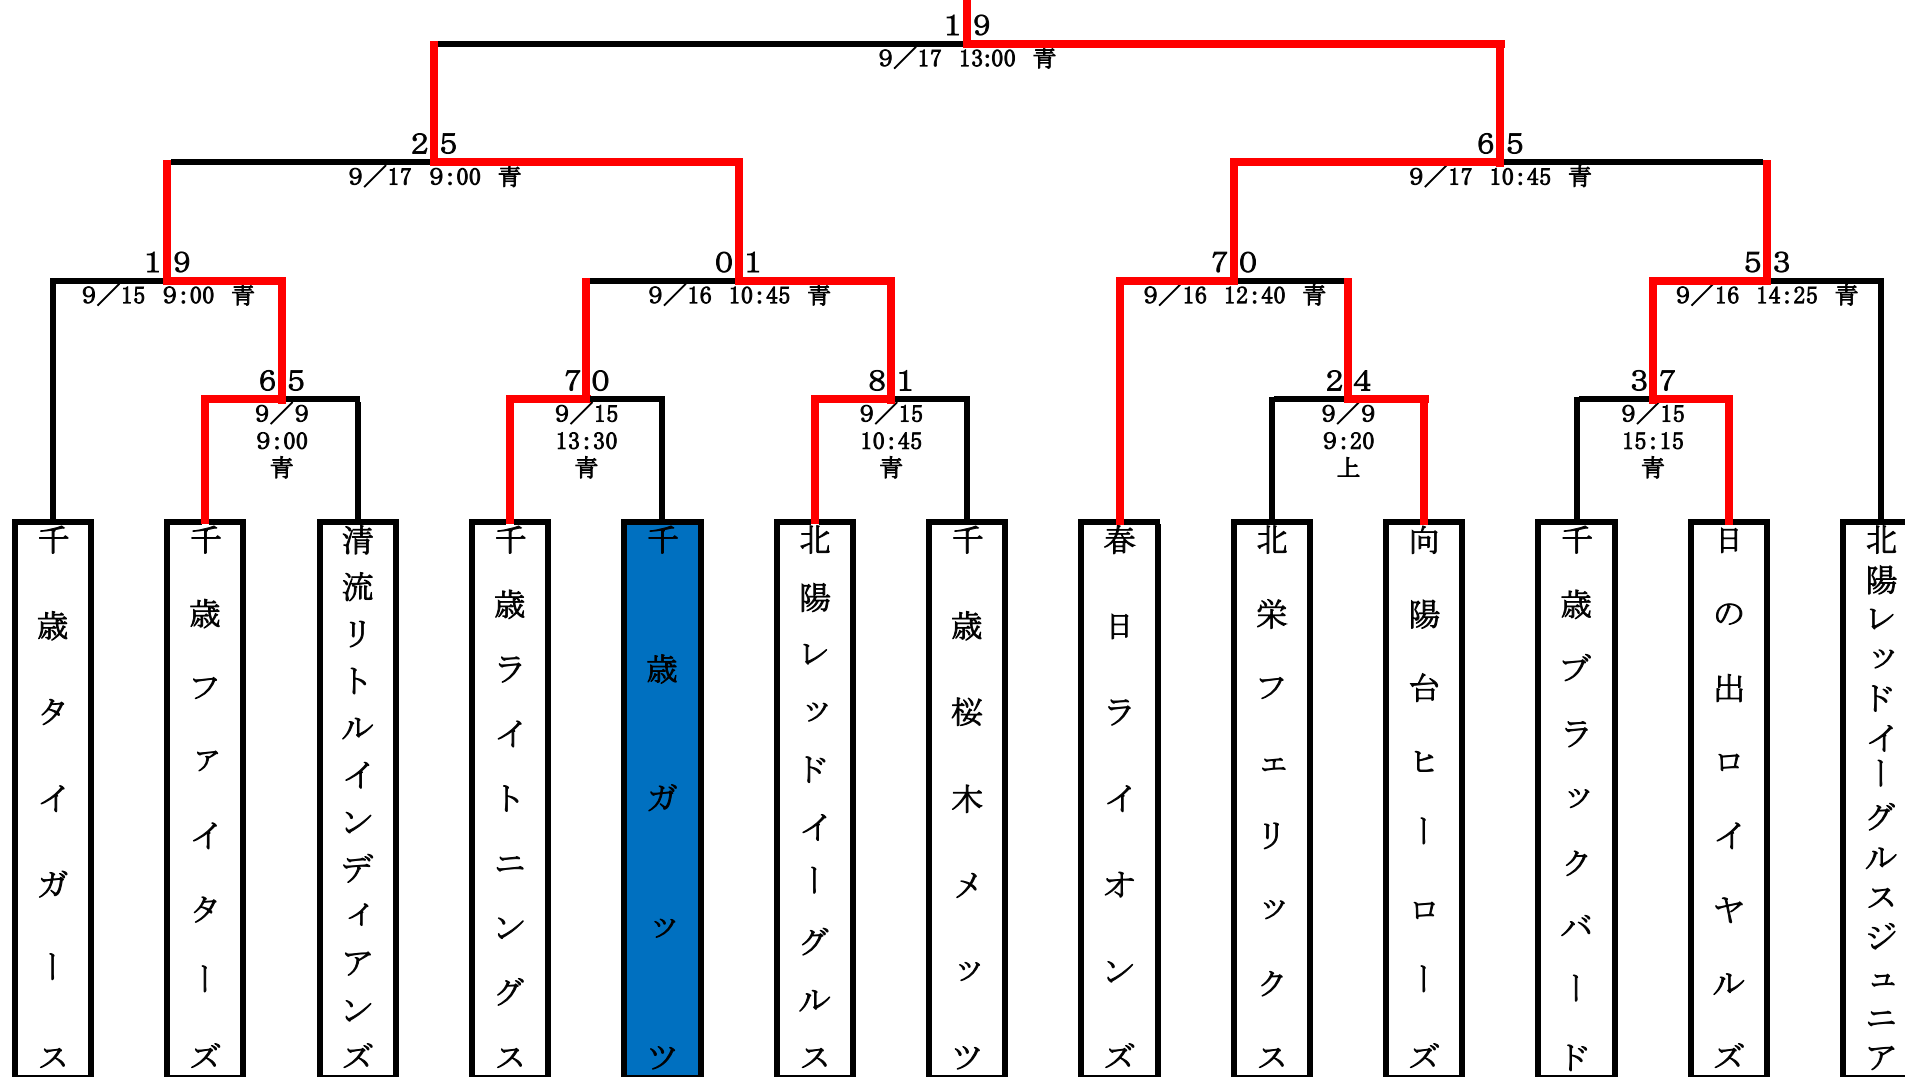 1 9
9／17 13:00 青
2 5
9／17 9:00 青
6 5
9／17 10:45 青
1 9
9／15 9:00 青
0 1
9／16 10:45 青
7 0
9／16 12:40 青
5 3
9／16 14:25 青
6 5
9／9
9:00
青
7 0
9／15
13:30
青
8 1
9／15
10:45
青
2 4
9／9
9:20
上
3 7
9／15
15:15
青
千歳タイガース
千歳ファイターズ
清流リトルインディアンズ
千歳ライトニングス
千歳ガッツ
北陽レッドイーグルス
千歳桜木メッツ
春日ライオンズ
北栄フェリックス
向陽台ヒーローズ
千歳ブラックバード
日の出ロイヤルズ
北陽レッドイーグルスジュニア